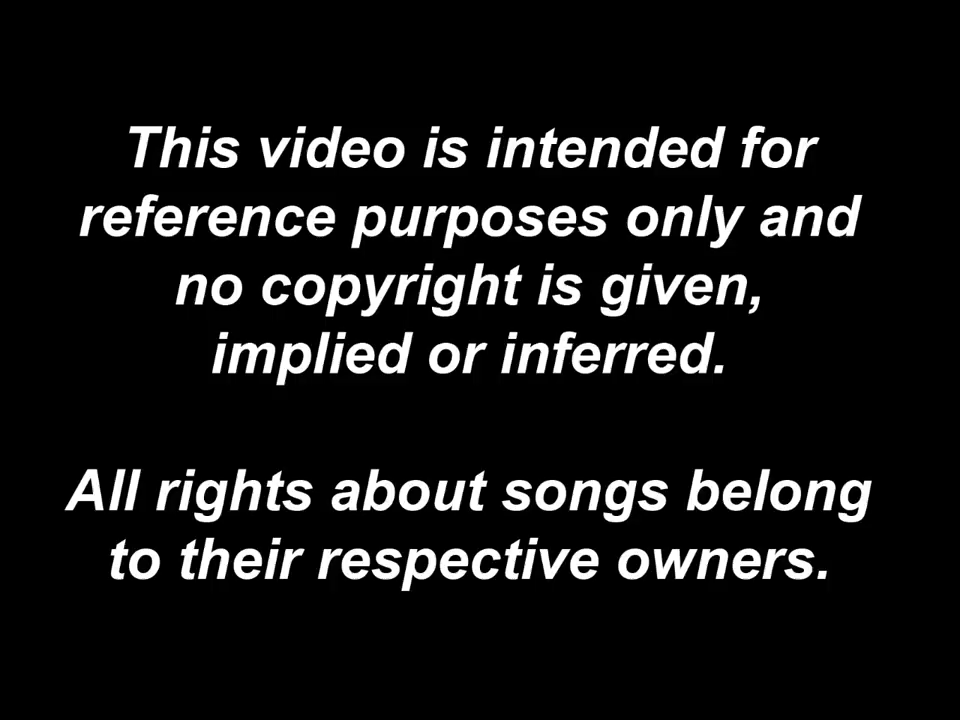 This video is intended for
reference purposes only and
no copyright is given,
implied or inferred.
All rights about songs belong
to their respective owners.